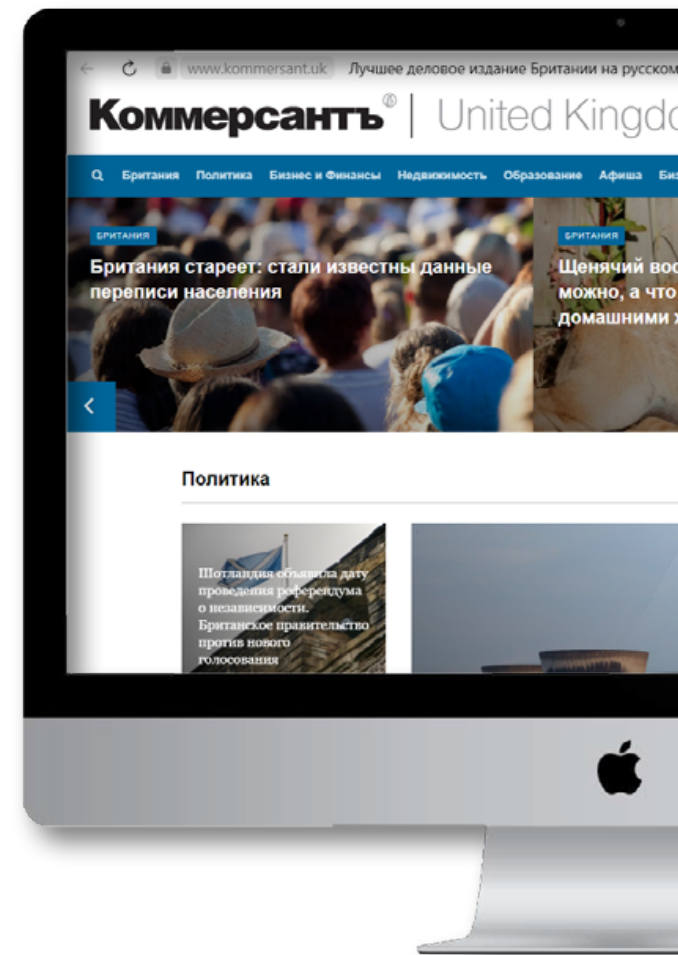 www.kommersant.uk Лучшее деловое издание Британии на русском
Коммерсантъ® | United Kingdo
Британия Политика Бизнес и Финансы Недвижимость Образование Афиша Биз
БРИТАНИЯ
Британия стареет: стали известны данные
переписи населения
БРИТАНИЯ
Щенячий вос
можно, а что
домашними х
Политика
Шотландия объявила дату
проведения референдума
о независимости.
Британское правительство
против нового
голосования